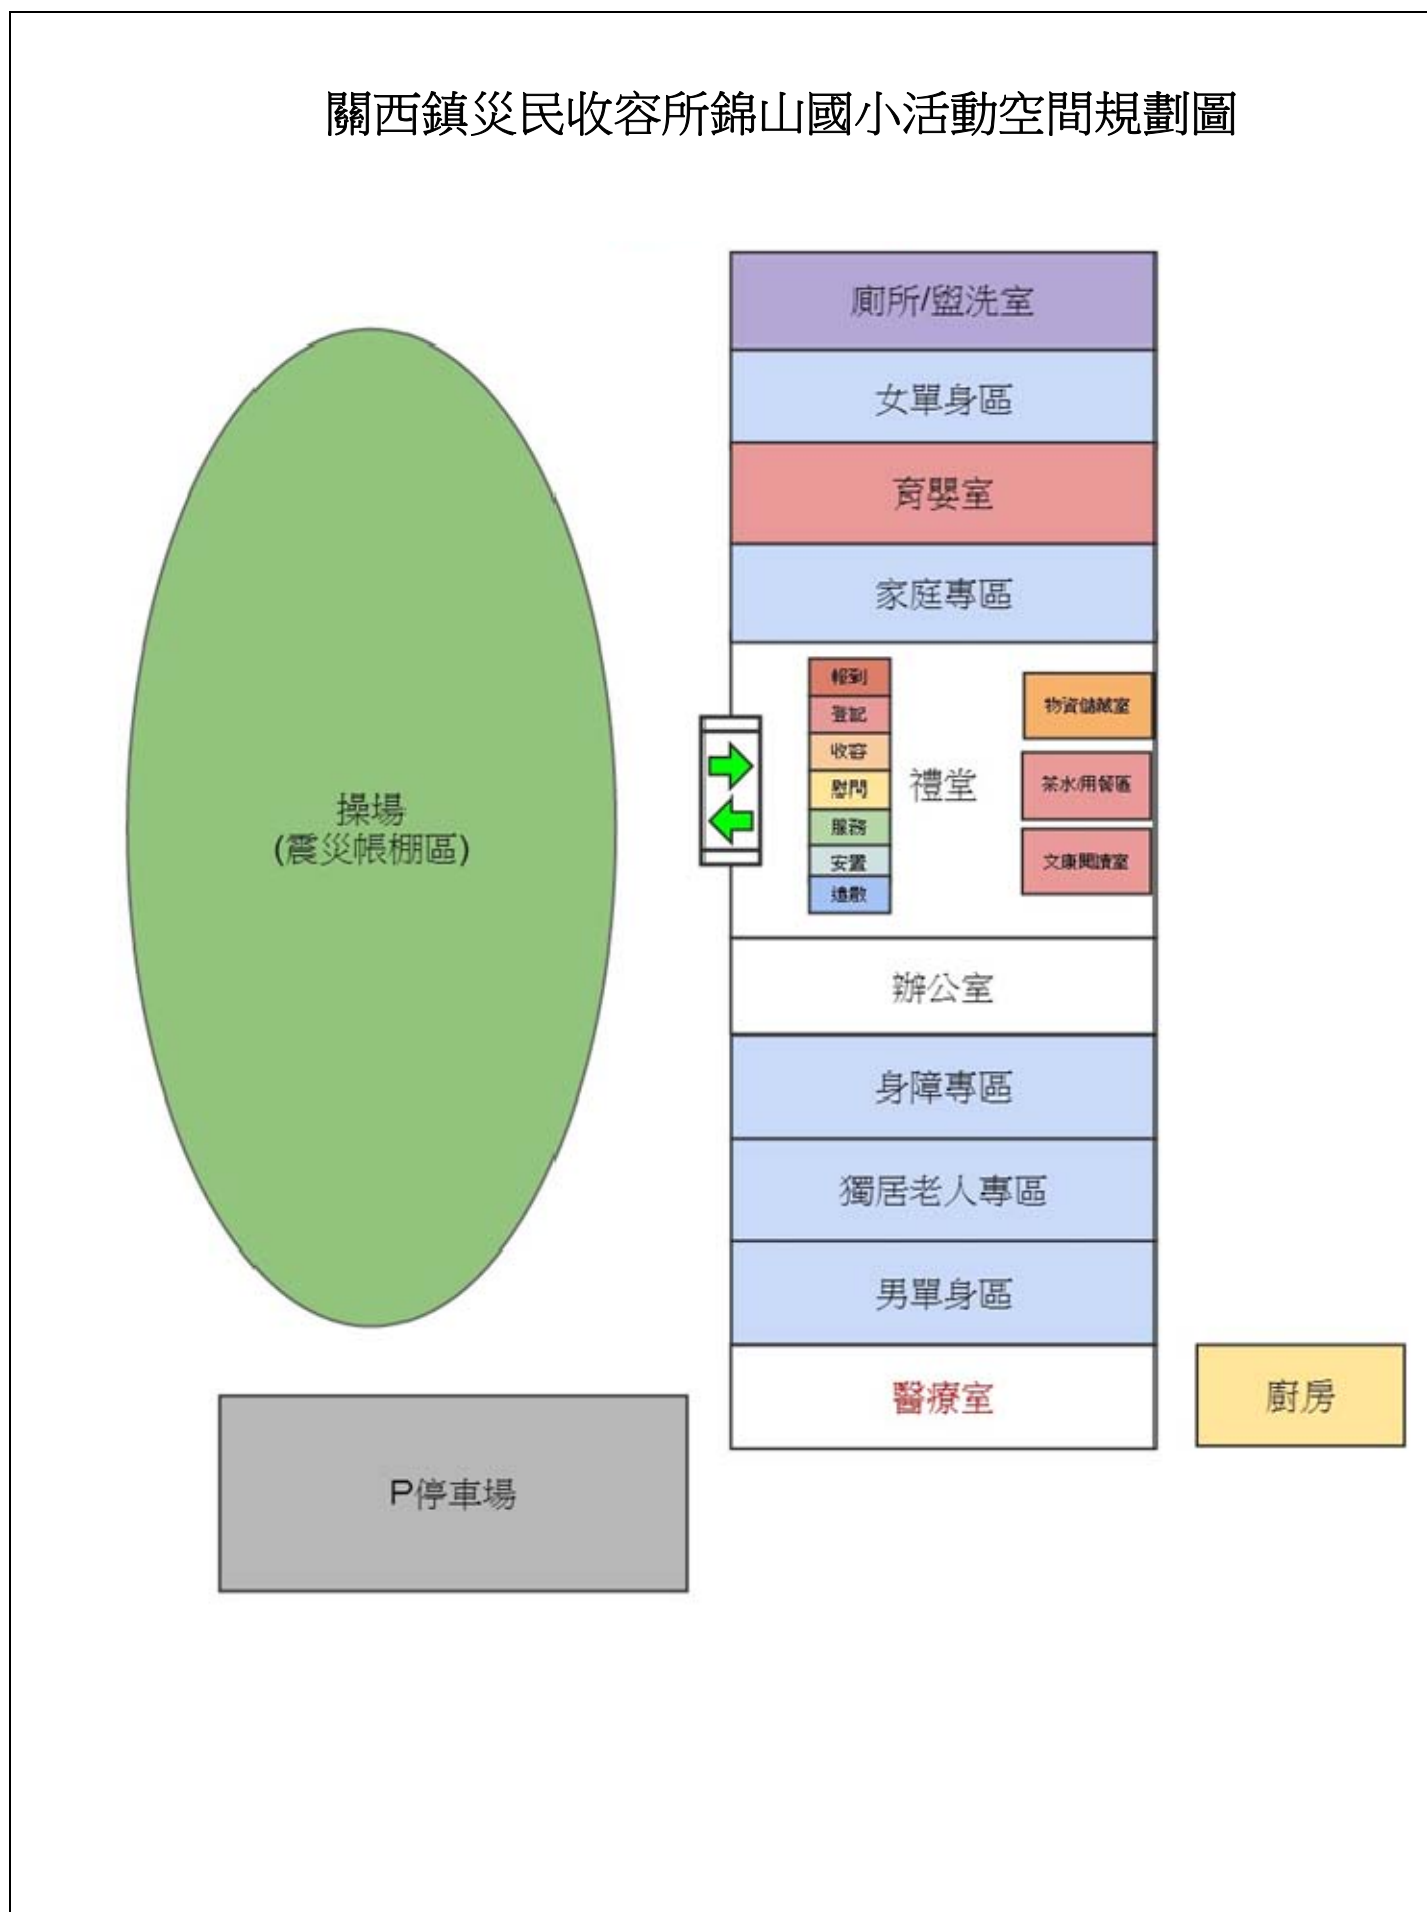 關西鎮災民收容所錦山國小活動空間規劃圖
廁所/盥洗室
女單身區
育嬰室
家庭專區
報到
登記
收容
慰問
服務
安置
遣散
禮堂
物資儲藏室
茶水/用餐區
文康閱讀室
操場
(震災帳棚區)
辦公室
身障專區
獨居老人專區
男單身區
醫療室
廚房
P停車場